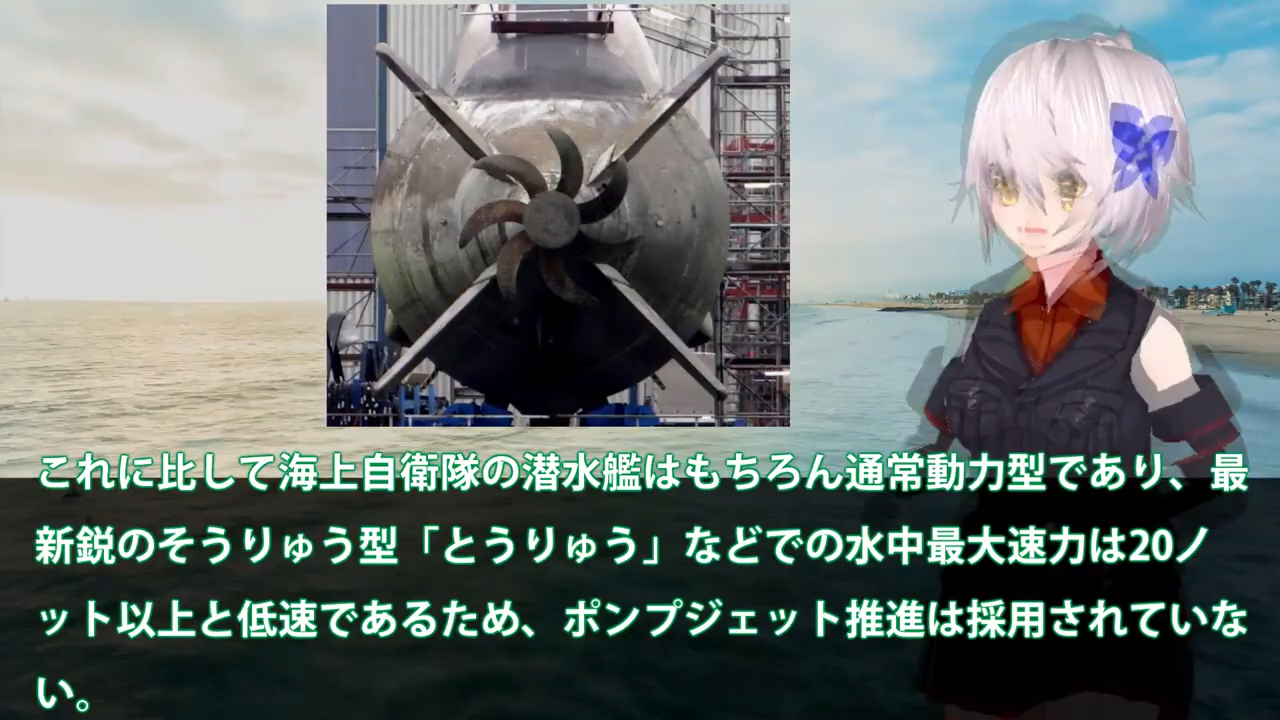 これに比して海上自衛隊の潜水艦はもちろん通常動力型であり、最
新鋭のそうりゅう型「とうりゅう」などでの水中最大速力は20ノ
ット以上と低速であるため、ポンプジェット推進は採用されていな
い。